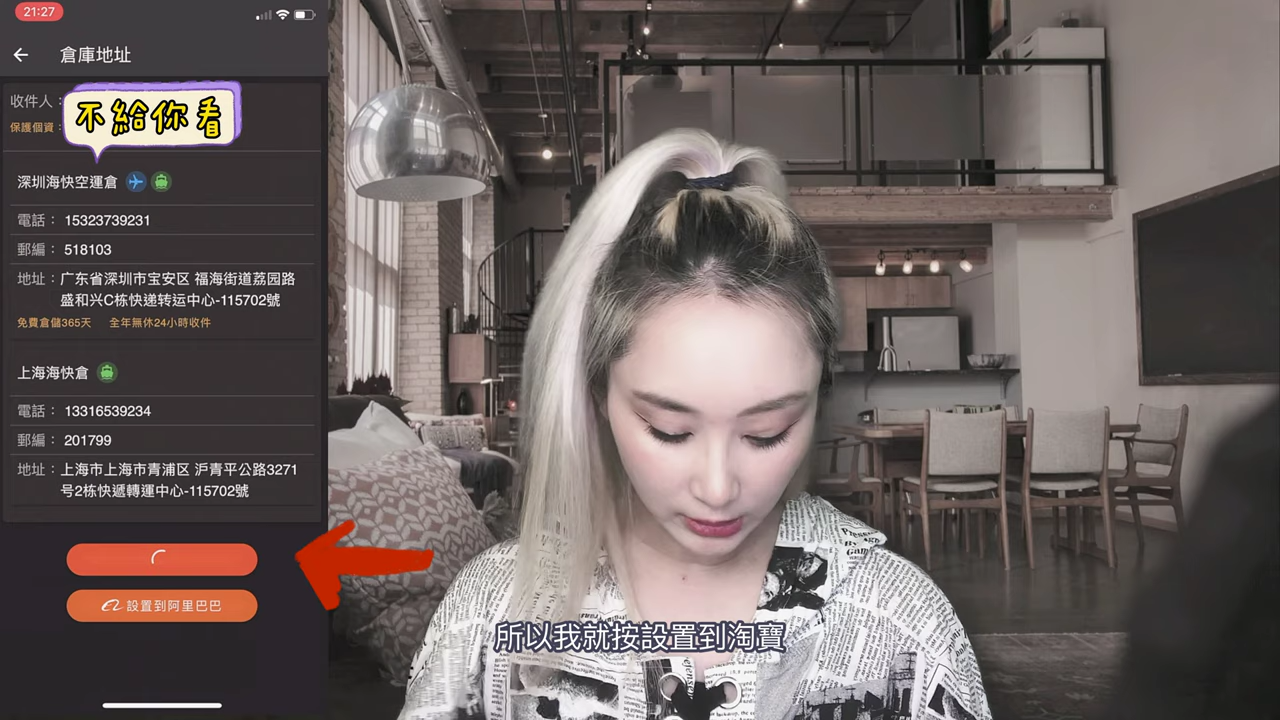 21:27
倉庫地址
收件人：
不給你看
保護個資：
深圳海快空運倉
電話： 15323739231
郵編： 518103
地址：广东省深圳市宝安区 福海街道荔园路
盛和兴C栋快递转运中心-115702號
免費倉儲365天 全年無休24小時收件
上海海快倉
電話： 13316539234
郵編： 201799
地址：上海市上海市青浦区 沪青平公路3271
号2栋快遞轉運中心-115702號
設置到阿里巴巴
所以我就按設置到淘寶